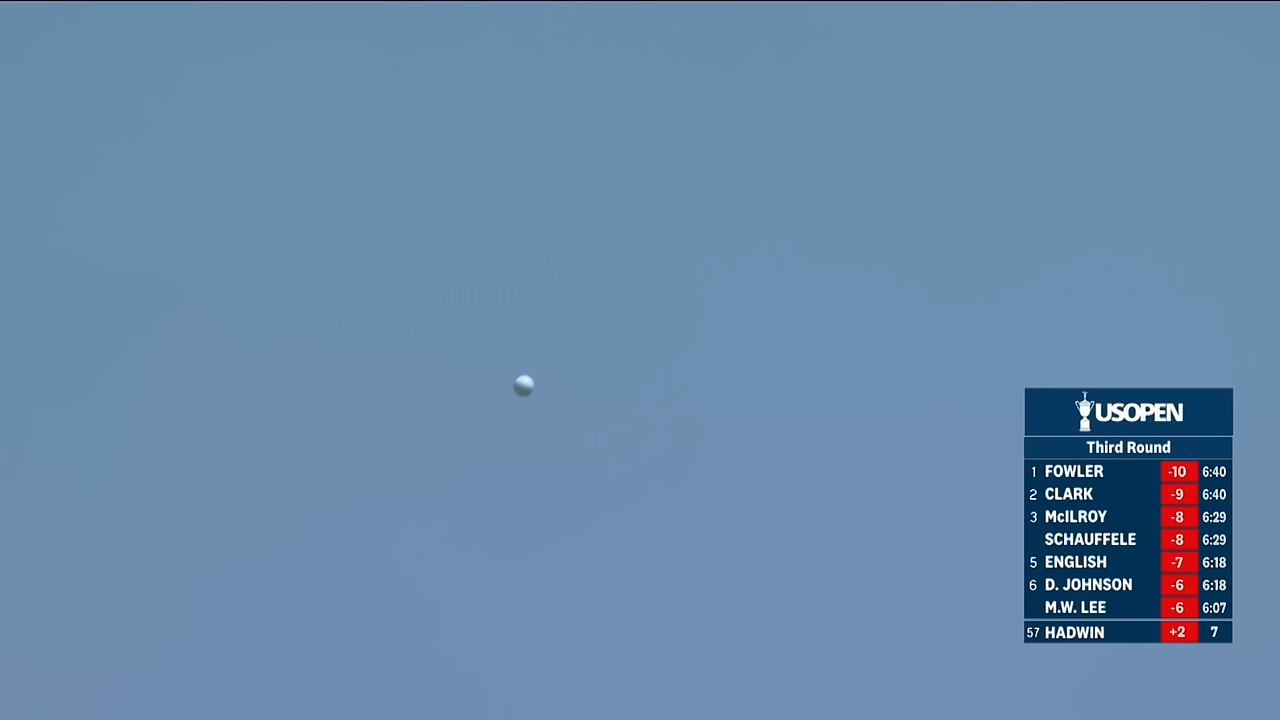 USOPEN
Third Round
1 FOWLER -10 6:40
2 CLARK -9 6:40
3 McILROY -8 6:29
SCHAUFFELE -8 6:29
5 ENGLISH -7 6:18
6 D. JOHNSON -6 6:18
M.W. LEE -6 6:07
57 HADWIN +2 7